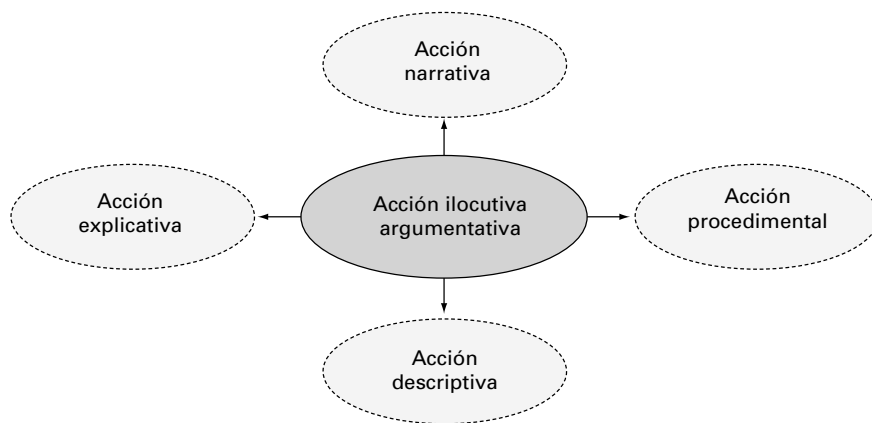 Acción
narrativa
Acción
explicativa
Acción ilocutiva
argumentativa
Acción
procedimental
Acción
descriptiva